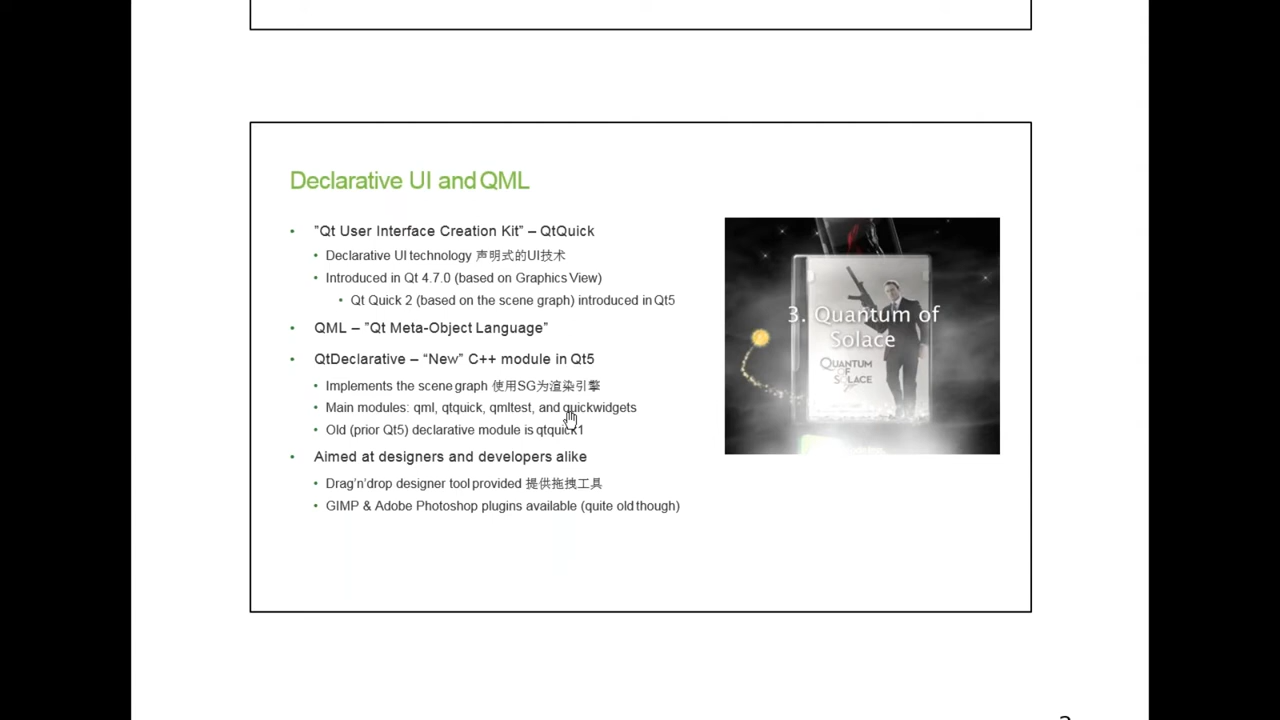 Declarative UI and QML
• "Qt User Interface Creation Kit" – QtQuick
• Declarative UI technology 声明式的UI技术
• Introduced in Qt 4.7.0 (based on Graphics View)
• Qt Quick 2 (based on the scene graph) introduced in Qt5
• QML – "Qt Meta-Object Language"
• QtDeclarative – “New” C++ module in Qt5
• Implements the scene graph 使用SG为渲染引擎
• Main modules: qml, qtquick, qmltest, and quickwidgets
• Old (prior Qt5) declarative module is qtquick1
• Aimed at designers and developers alike
• Drag’n’drop designer tool provided 提供拖拽工具
• GIMP & Adobe Photoshop plugins available (quite old though)
3. Quantum of
Solace
QUANTUM
OF
SOLACE